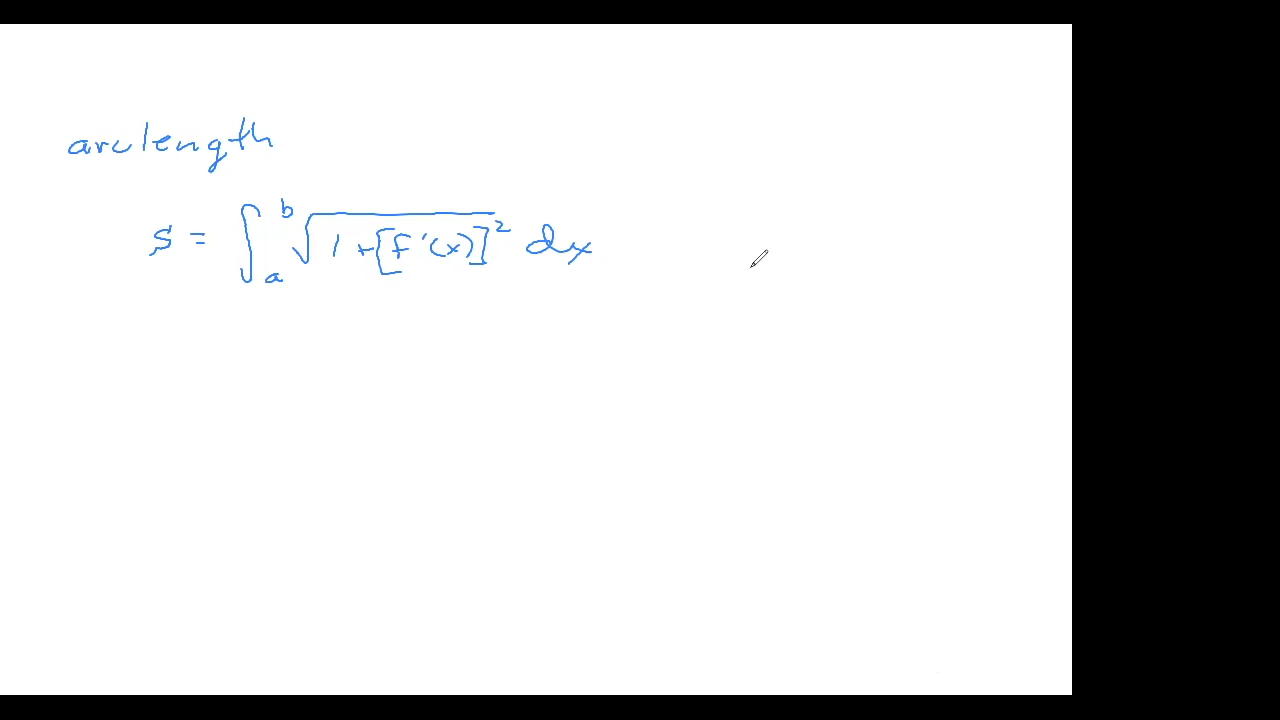 arclength
s = ∫_a^b √(1+[f'(x)]²) dx